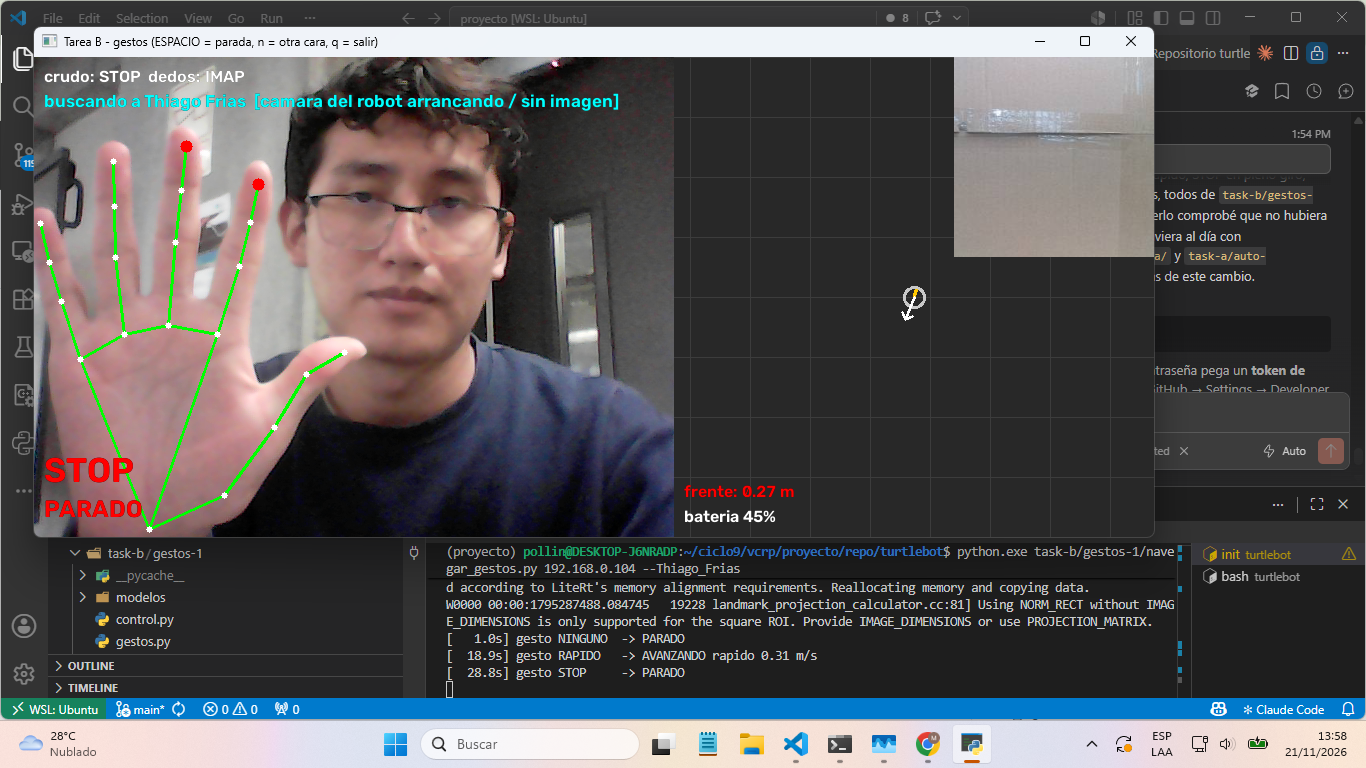 File Edit Selection View Go Run ···
proyecto [WSL: Ubuntu]
8
Tarea B - gestos (ESPACIO = parada, n = otra cara, q = salir)
Repositorio turtle
crudo: STOP dedos: IMAP
buscando a Thiago Frias [camara del robot arrancando / sin imagen]
1:54 PM
s, todos de task-b/gestos-
erlo comprobé que no hubiera
viera al día con
a/ y task-a/auto-
s de este cambio.
ntraseña pega un token de
GitHub → Settings → Developer
ted ×
Auto
STOP
PARADO
frente: 0.27 m
bateria 45%
task-b / gestos-1
__pycache__
modelos
control.py
gestos.py
OUTLINE
TIMELINE
(proyecto) pollin@DESKTOP-J6NRADP:~/ciclo9/vcrp/proyecto/repo/turtlebot$ python.exe task-b/gestos-1/nave
gar_gestos.py 192.168.0.104 --Thiago_Frias
d according to LiteRt's memory alignment requirements. Reallocating memory and copying data.
W0000 00:00:1795287488.084745 19228 landmark_projection_calculator.cc:81] Using NORM_RECT without IMAG
E_DIMENSIONS is only supported for the square ROI. Provide IMAGE_DIMENSIONS or use PROJECTION_MATRIX.
[ 1.0s] gesto NINGUNO -> PARADO
[ 18.9s] gesto RAPIDO -> AVANZANDO rapido 0.31 m/s
[ 28.8s] gesto STOP -> PARADO
init turtlebot
bash turtlebot
WSL: Ubuntu main* 0 0 0
Claude Code
28°C
Nublado
Buscar
ESP
LAA
13:58
21/11/2026